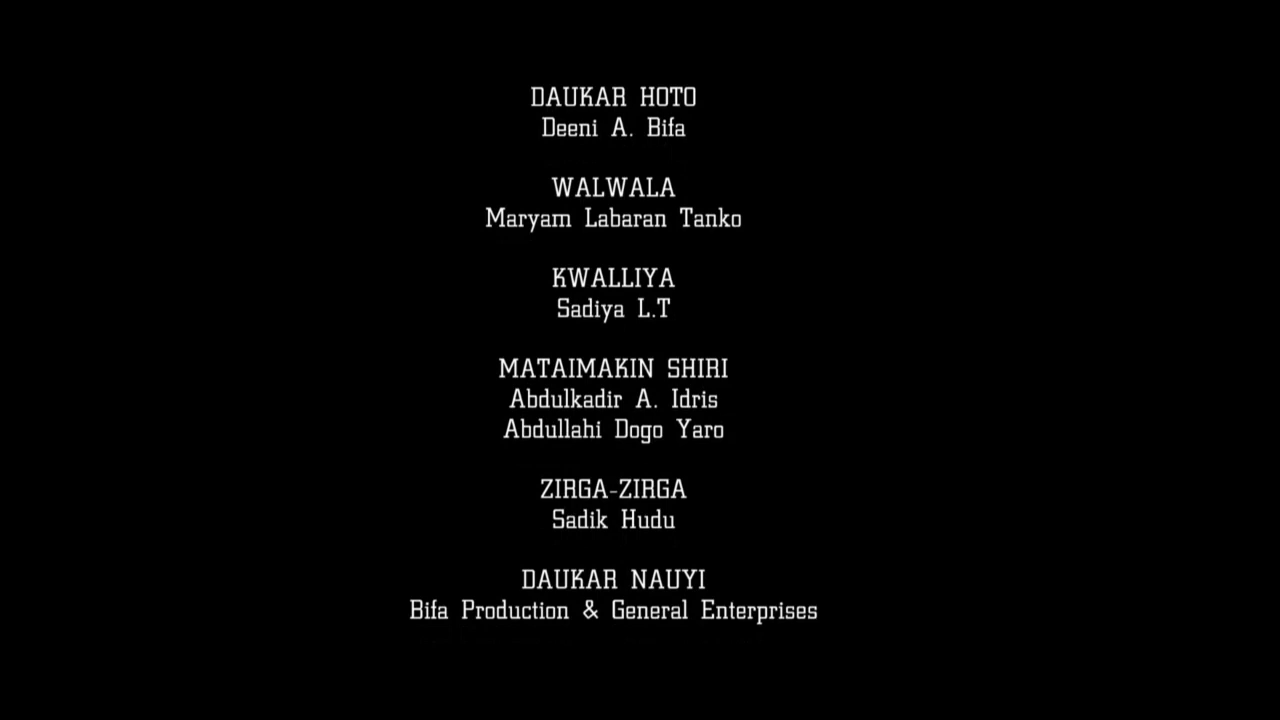 DAUKAR HOTO
Deeni A. Bifa
WALWALA
Maryam Labaran Tanko
KWALLIYA
Sadiya L.T
MATAIMAKIN SHIRI
Abdulkadir A. Idris
Abdullahi Dogo Yaro
ZIRGA-ZIRGA
Sadik Hudu
DAUKAR NAUYI
Bifa Production & General Enterprises